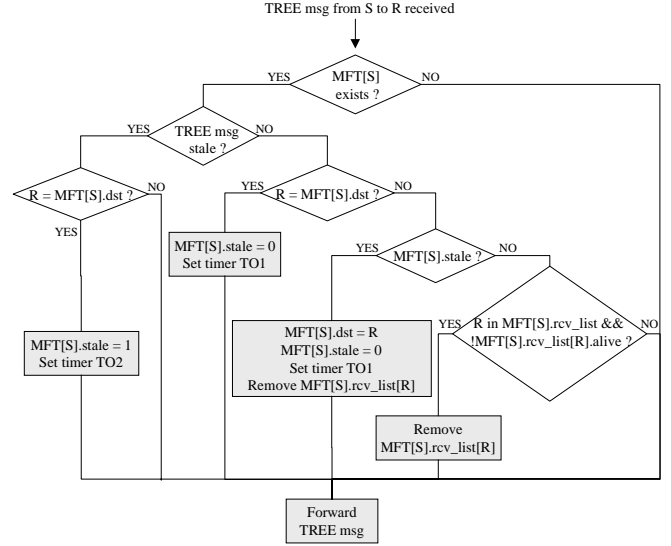 TREE msg from S to R received
MFT[S]
exists ?
YES
NO
TREE msg
stale ?
YES
NO
R = MFT[S].dst ?
NO
YES
R = MFT[S].dst ?
YES
NO
MFT[S].stale = 0
Set timer TO1
MFT[S].stale ?
YES
NO
MFT[S].stale = 1
Set timer TO2
MFT[S].dst = R
MFT[S].stale = 0
Set timer TO1
Remove MFT[S].rcv_list[R]
R in MFT[S].rcv_list &&
!MFT[S].rcv_list[R].alive ?
YES
NO
Remove
MFT[S].rcv_list[R]
Forward
TREE msg